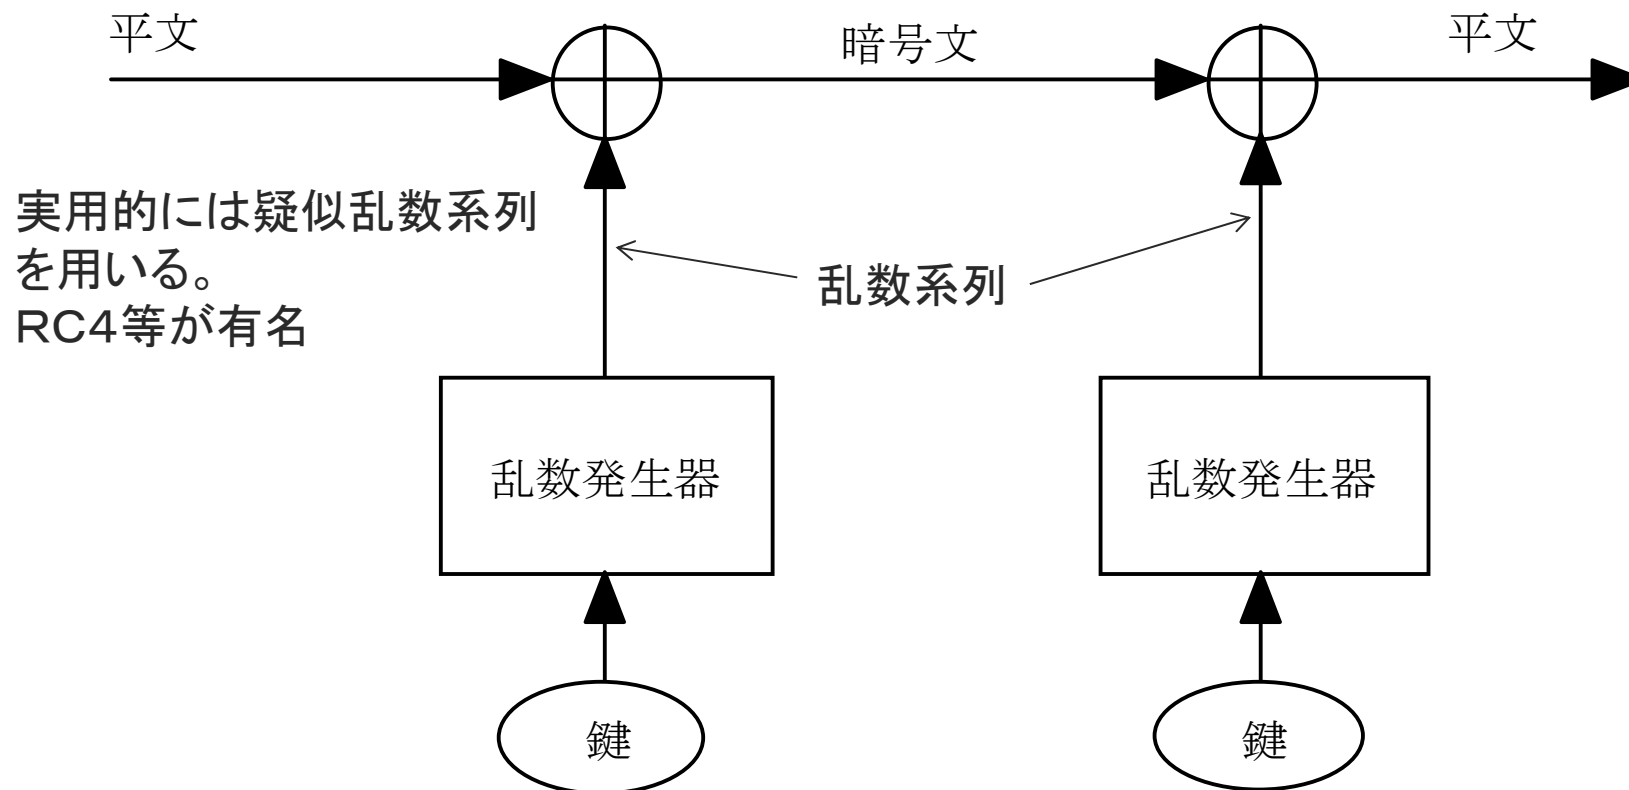 平文
暗号文
平文
実用的には疑似乱数系列
を用いる。
RC4等が有名
乱数系列
乱数発生器
乱数発生器
鍵
鍵